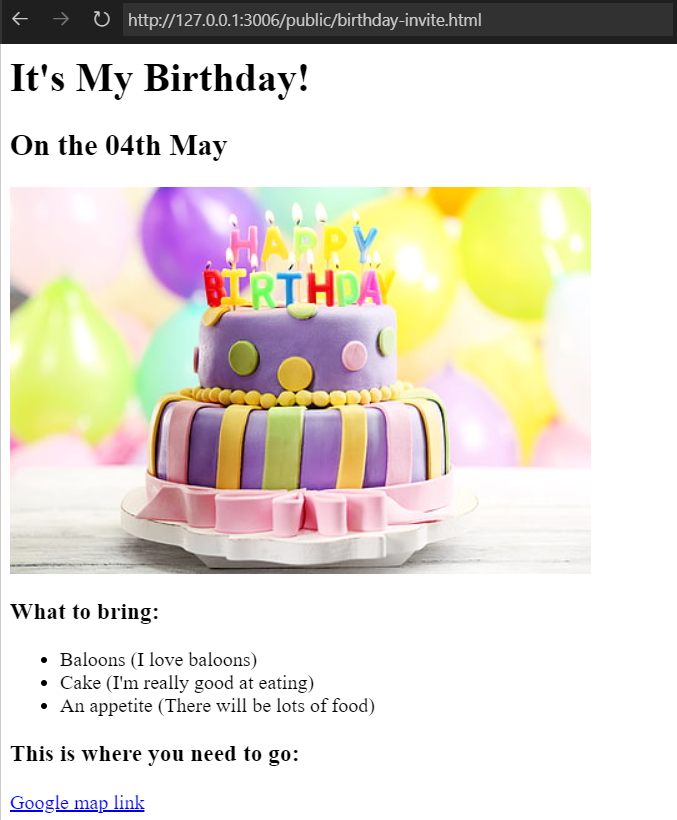 http://127.0.0.1:3006/public/birthday-invite.html
It's My Birthday!
On the 04th May
HAPPY
BIRTHDAY
What to bring:
Baloons (I love baloons)
Cake (I'm really good at eating)
An appetite (There will be lots of food)
This is where you need to go:
Google map link